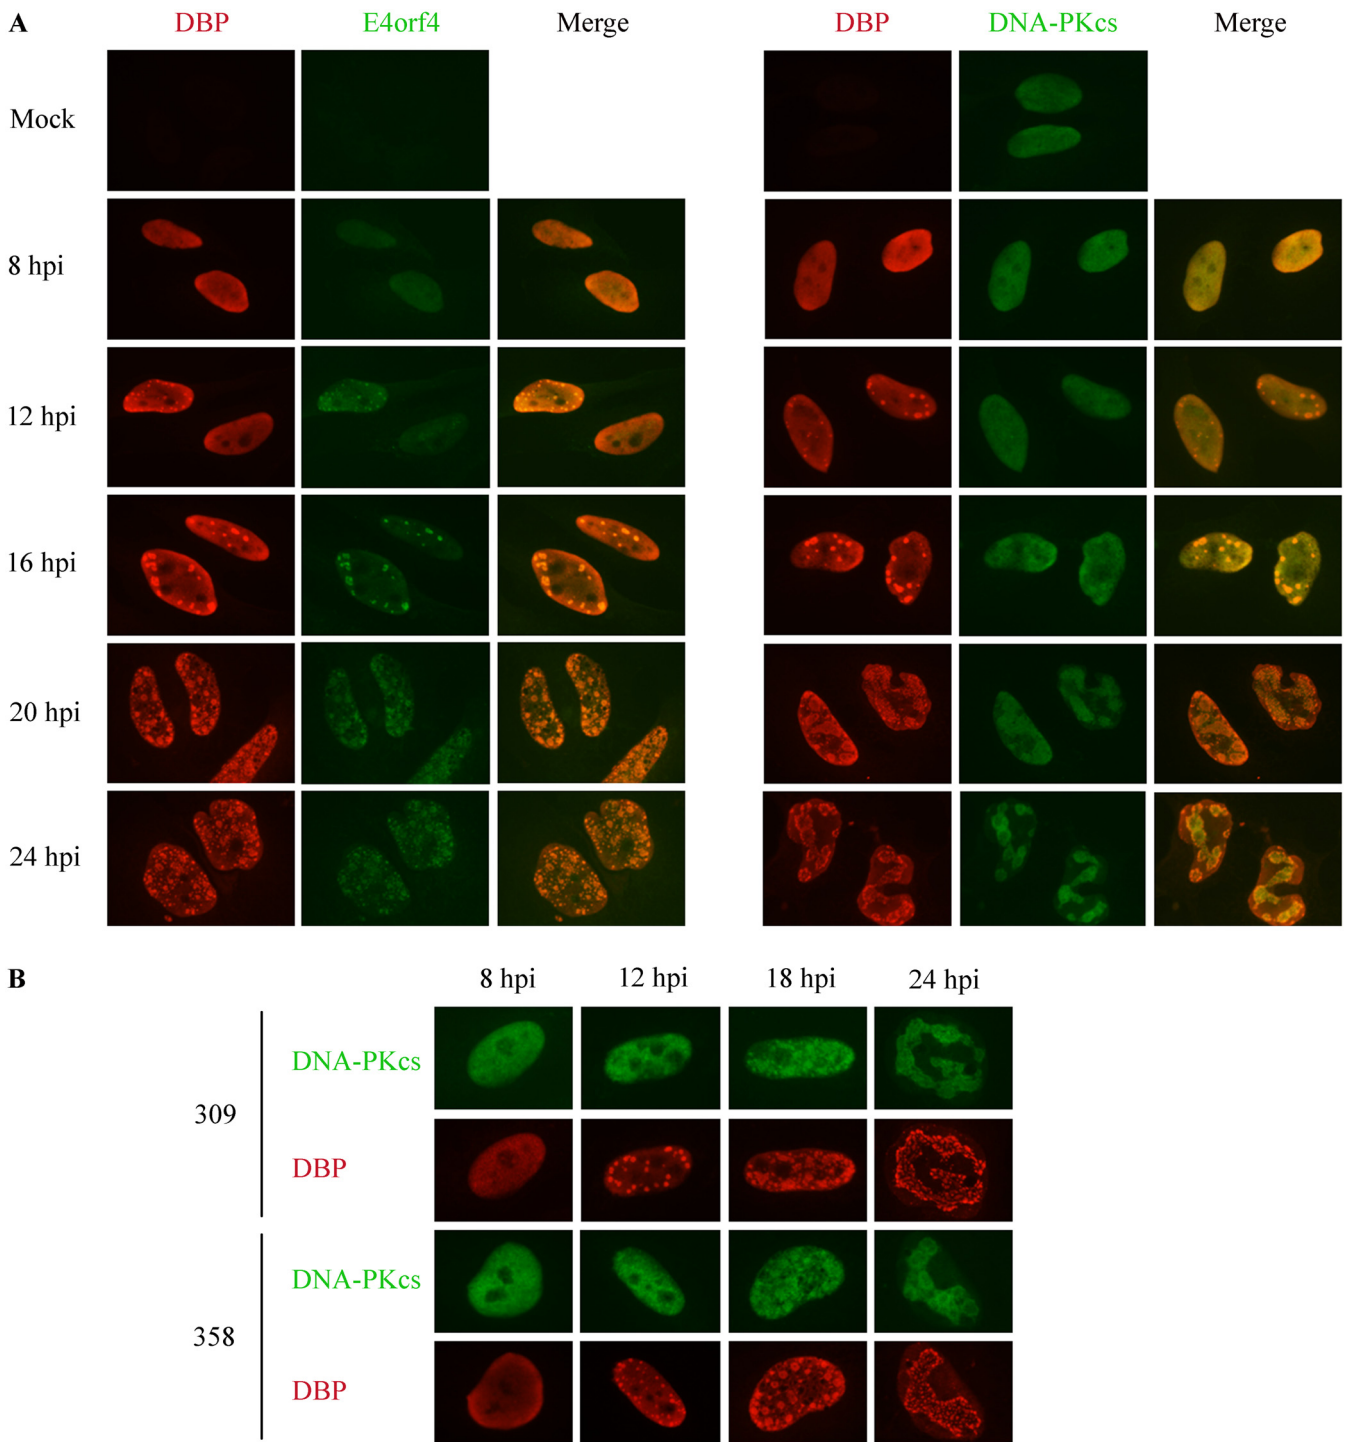 A DBP E4orf4 Merge DBP DNA-PKcs Merge
Mock
8 hpi
12 hpi
16 hpi
20 hpi
24 hpi
B 8 hpi 12 hpi 18 hpi 24 hpi
DNA-PKcs
309
DBP
DNA-PKcs
358
DBP